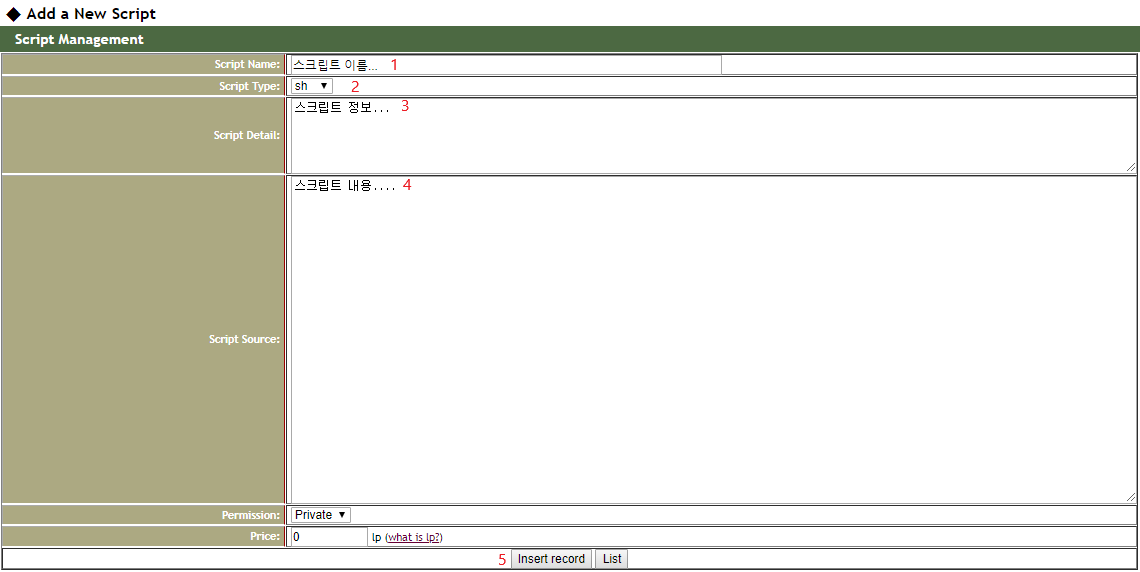 ◆ Add a New Script
Script Management
Script Name: 스크립트 이름... 1
Script Type: sh ▼ 2
Script Detail: 스크립트 정보... 3
Script Source: 스크립트 내용.... 4
Permission: Private ▼
Price: 0 lp (what is lp?)
5 Insert record List